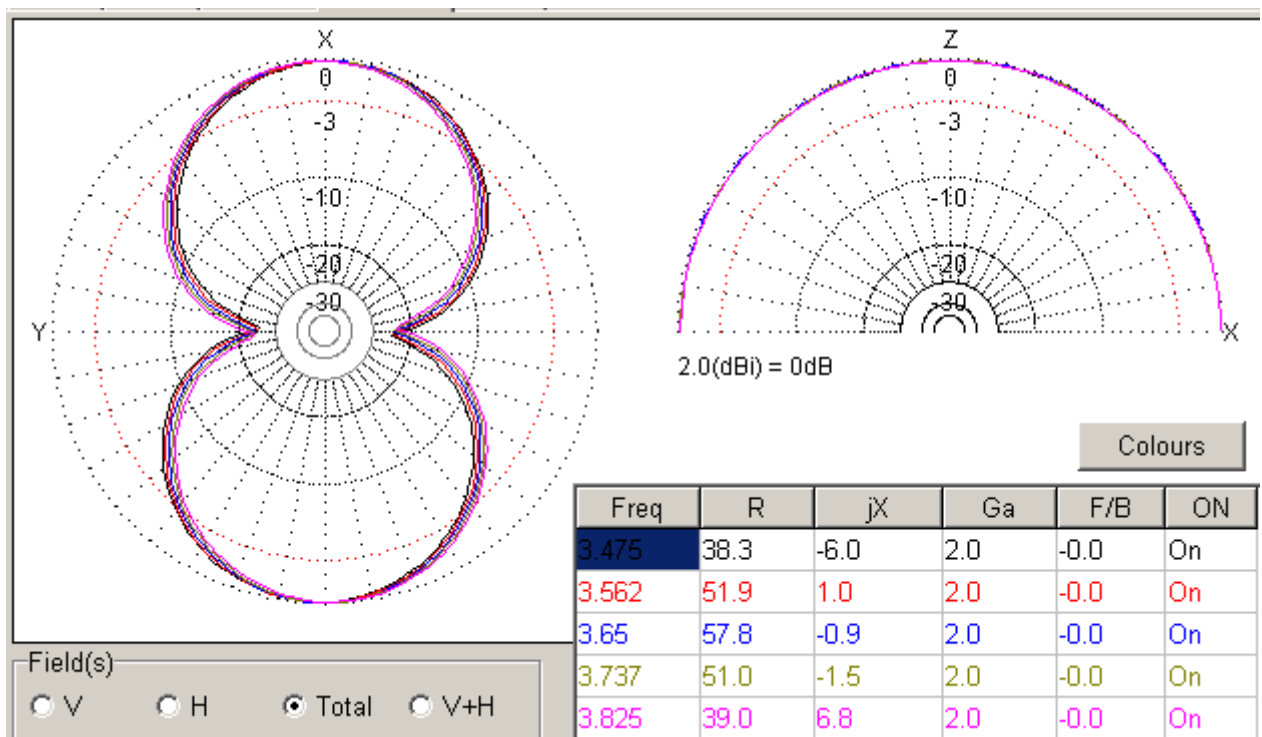 X
0
-3
-10
-20
-30
Y
Z
0
-3
-10
-20
-30
X
2.0(dBi) = 0dB
Colours
Freq R jX Ga F/B ON
3.475 38.3 -6.0 2.0 -0.0 On
3.562 51.9 1.0 2.0 -0.0 On
3.65 57.8 -0.9 2.0 -0.0 On
3.737 51.0 -1.5 2.0 -0.0 On
3.825 39.0 6.8 2.0 -0.0 On
Field(s)
V H Total V+H